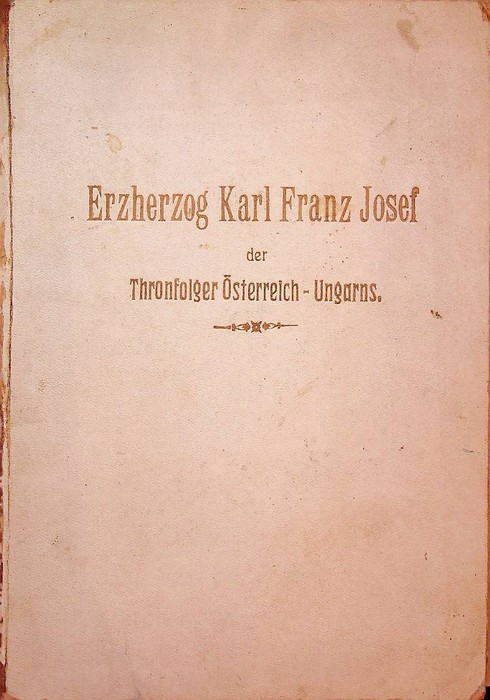 Erzherzog Karl Franz Josef
der
Thronfolger Österreich - Ungarns.